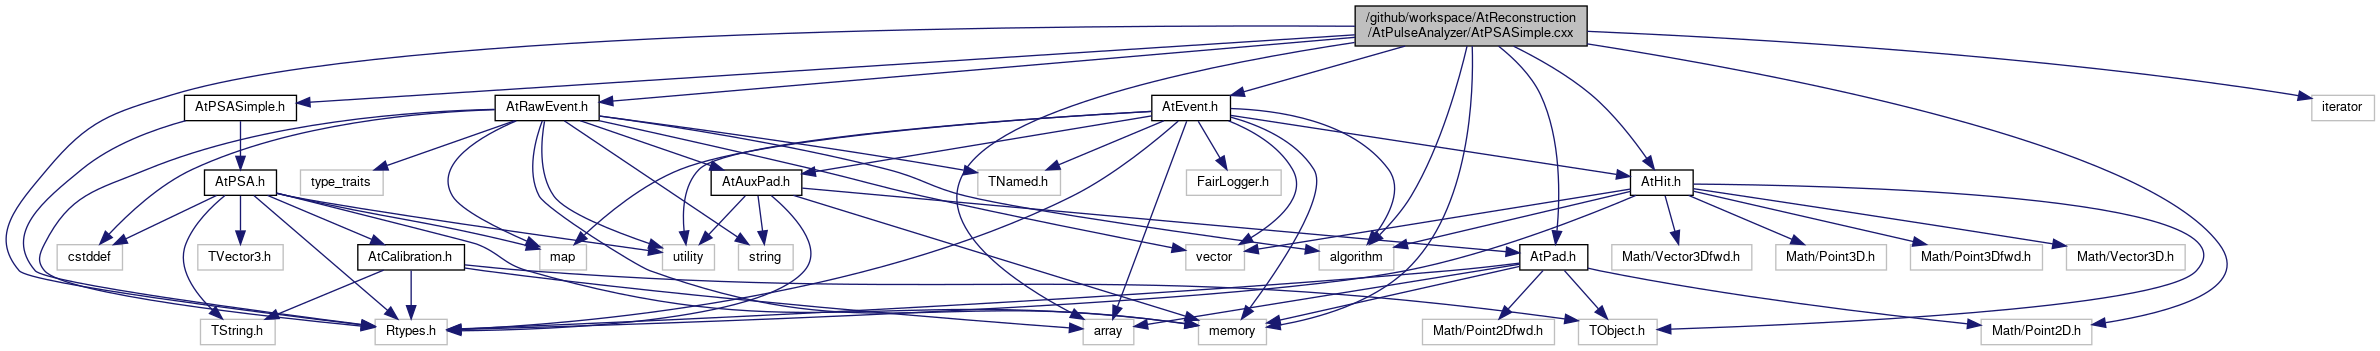 /github/workspace/AtReconstruction
/AtPulseAnalyzer/AtPSASimple.cxx
AtPSASimple.h
AtRawEvent.h
AtEvent.h
iterator
AtPSA.h
type_traits
AtAuxPad.h
TNamed.h
FairLogger.h
AtHit.h
cstddef
TVector3.h
AtCalibration.h
map
utility
string
vector
algorithm
AtPad.h
Math/Vector3Dfwd.h
Math/Point3D.h
Math/Point3Dfwd.h
Math/Vector3D.h
TString.h
Rtypes.h
array
memory
Math/Point2Dfwd.h
TObject.h
Math/Point2D.h